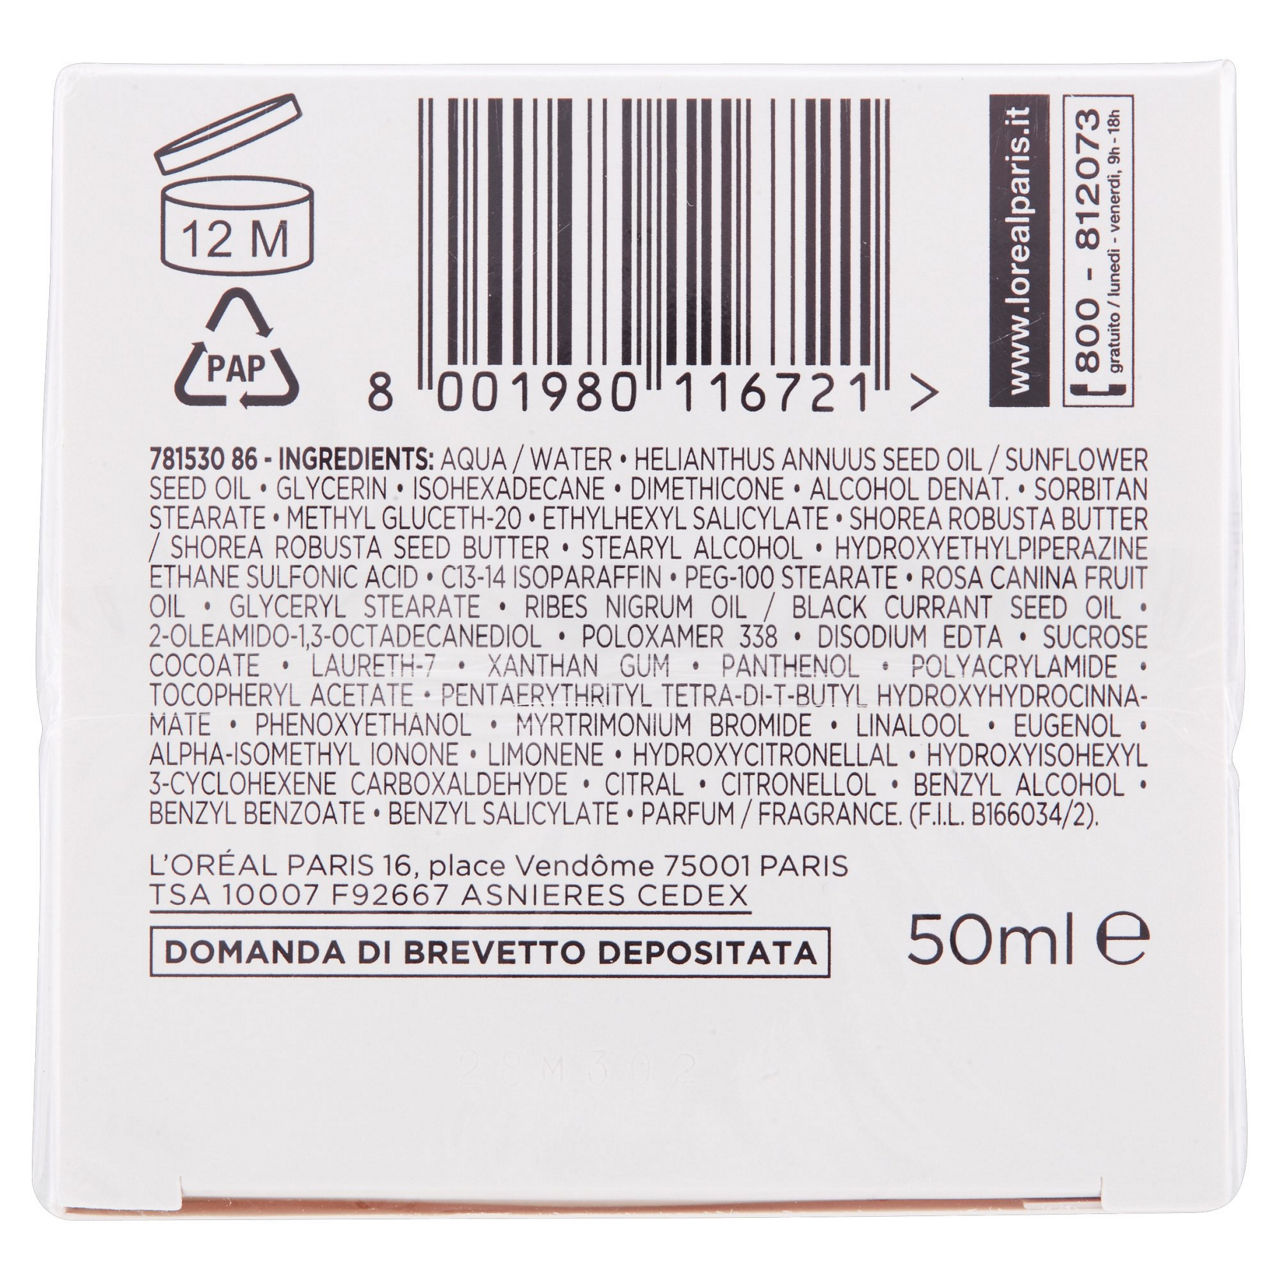 12 M
PAP
8 001980 116721 >
www.lorealparis.it
800 - 812073
gratuito / lunedì - venerdì, 9h - 18h
781530 86 - INGREDIENTS: AQUA / WATER • HELIANTHUS ANNUUS SEED OIL / SUNFLOWER
SEED OIL • GLYCERIN • ISOHEXADECANE • DIMETHICONE • ALCOHOL DENAT. • SORBITAN
STEARATE • METHYL GLUCETH-20 • ETHYLHEXYL SALICYLATE • SHOREA ROBUSTA BUTTER
/ SHOREA ROBUSTA SEED BUTTER • STEARYL ALCOHOL • HYDROXYETHYLPIPERAZINE
ETHANE SULFONIC ACID • C13-14 ISOPARAFFIN • PEG-100 STEARATE • ROSA CANINA FRUIT
OIL • GLYCERYL STEARATE • RIBES NIGRUM OIL / BLACK CURRANT SEED OIL •
2-OLEAMIDO-1,3-OCTADECANEDIOL • POLOXAMER 338 • DISODIUM EDTA • SUCROSE
COCOATE • LAURETH-7 • XANTHAN GUM • PANTHENOL • POLYACRYLAMIDE •
TOCOPHERYL ACETATE • PENTAERYTHRITYL TETRA-DI-T-BUTYL HYDROXYHYDROCINNA-
MATE • PHENOXYETHANOL • MYRTRIMONIUM BROMIDE • LINALOOL • EUGENOL •
ALPHA-ISOMETHYL IONONE • LIMONENE • HYDROXYCITRONELLAL • HYDROXYISOHEXYL
3-CYCLOHEXENE CARBOXALDEHYDE • CITRAL • CITRONELLOL • BENZYL ALCOHOL •
BENZYL BENZOATE • BENZYL SALICYLATE • PARFUM / FRAGRANCE. (F.I.L. B166034/2).
L'ORÉAL PARIS 16, place Vendôme 75001 PARIS
TSA 10007 F92667 ASNIERES CEDEX
DOMANDA DI BREVETTO DEPOSITATA
50ml ℮